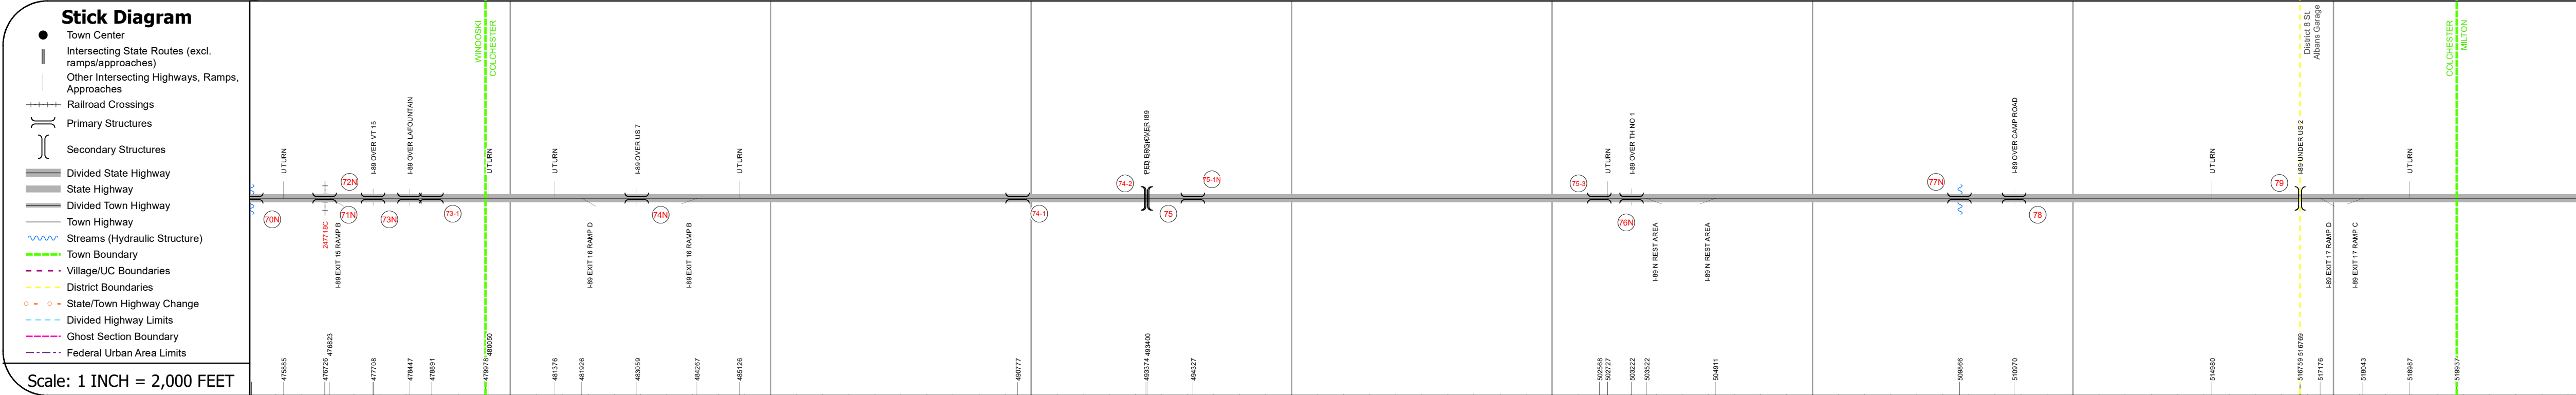 Stick Diagram
Town Center
Intersecting State Routes (excl.
ramps/approaches)
Other Intersecting Highways, Ramps,
Approaches
Railroad Crossings
Primary Structures
Secondary Structures
Divided State Highway
State Highway
Divided Town Highway
Town Highway
Streams (Hydraulic Structure)
Town Boundary
Village/UC Boundaries
District Boundaries
State/Town Highway Change
Divided Highway Limits
Ghost Section Boundary
Federal Urban Area Limits
Scale: 1 INCH = 2,000 FEET
WINOOSKI
COLCHESTER
District 8 St.
Albans Garage
COLCHESTER
MILTON
U TURN
I-89 OVER VT 15
I-89 OVER LAFOUNTAIN
U TURN
U TURN
I-89 OVER US 7
U TURN
PED BRG OVER I89
U TURN
I-89 OVER TH NO 1
I-89 OVER CAMP ROAD
U TURN
I-89 UNDER US 2
U TURN
70N
72N
71N
73N
73-1
74N
74-1
74-2
75
75-1N
75-3
76N
77N
78
79
247718C
I-89 EXIT 15 RAMP B
I-89 EXIT 16 RAMP D
I-89 EXIT 16 RAMP B
I-89 N REST AREA
I-89 N REST AREA
I-89 EXIT 17 RAMP D
I-89 EXIT 17 RAMP C
475885
476726
476823
477708
478447
478891
479978
480050
481376
481926
483059
484267
485126
490777
493374
493400
494327
502568
502727
503222
503522
504911
509866
510970
514980
516759
516769
517176
518043
518987
519937